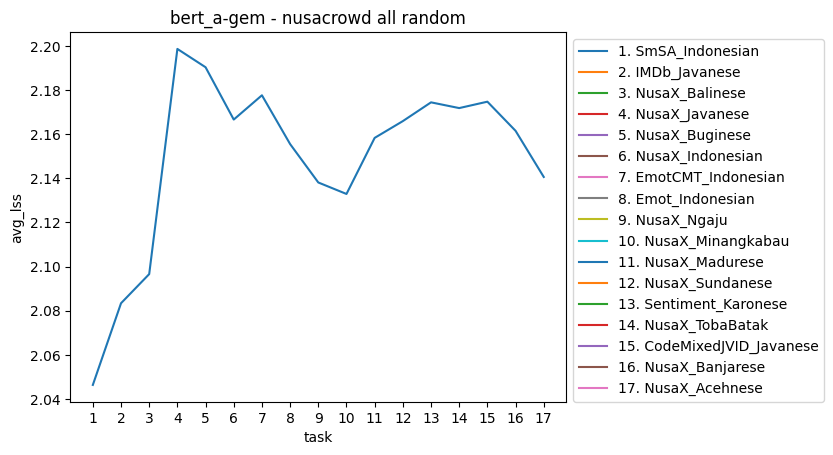 bert_a-gem - nusacrowd all random
avg_lss
2.20
2.18
2.16
2.14
2.12
2.10
2.08
2.06
2.04
1 2 3 4 5 6 7 8 9 10 11 12 13 14 15 16 17
task
1. SmSA_Indonesian
2. IMDb_Javanese
3. NusaX_Balinese
4. NusaX_Javanese
5. NusaX_Buginese
6. NusaX_Indonesian
7. EmotCMT_Indonesian
8. Emot_Indonesian
9. NusaX_Ngaju
10. NusaX_Minangkabau
11. NusaX_Madurese
12. NusaX_Sundanese
13. Sentiment_Karonese
14. NusaX_TobaBatak
15. CodeMixedJVID_Javanese
16. NusaX_Banjarese
17. NusaX_Acehnese